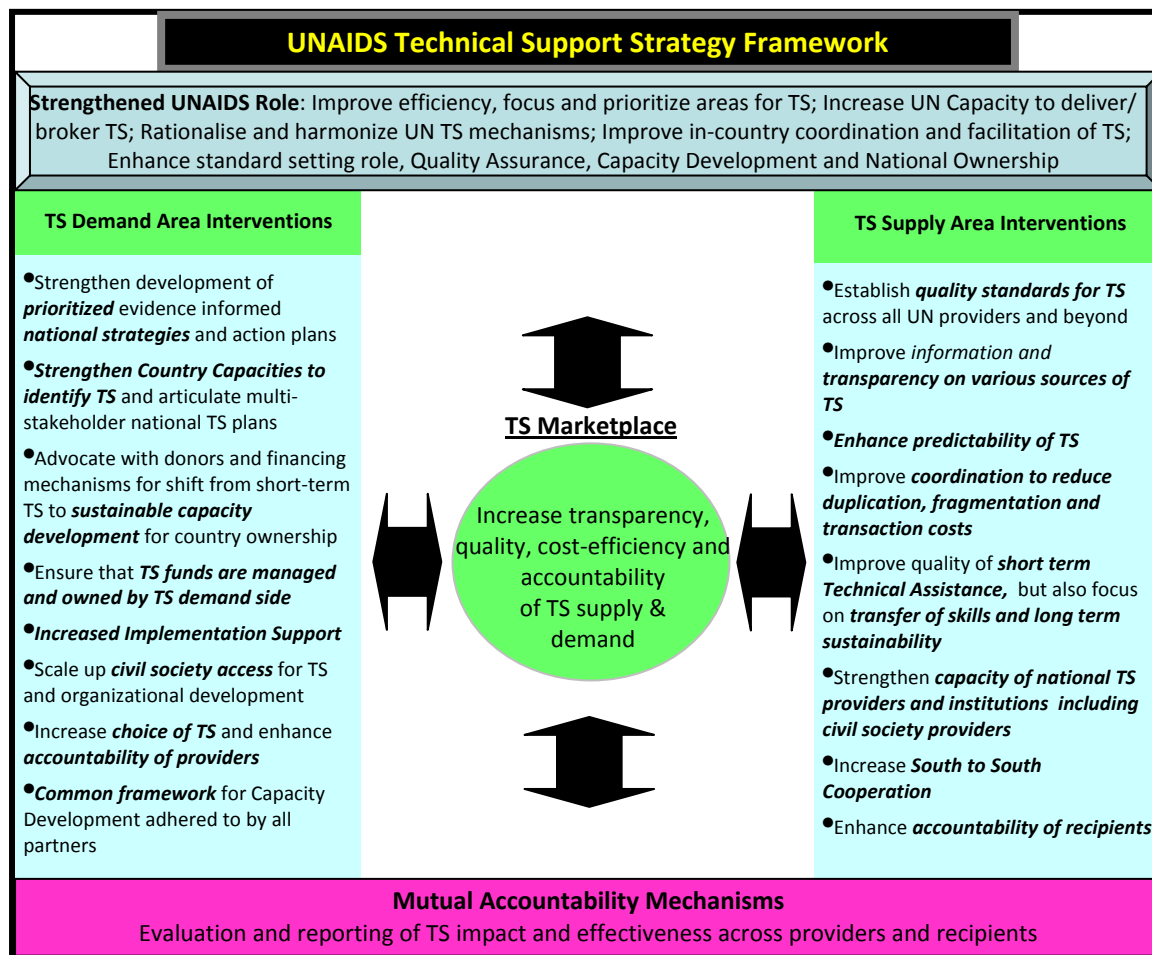 UNAIDS Technical Support Strategy Framework
Strengthened UNAIDS Role: Improve efficiency, focus and prioritize areas for TS; Increase UN Capacity to deliver/
broker TS; Rationalise and harmonize UN TS mechanisms; Improve in-country coordination and facilitation of TS;
Enhance standard setting role, Quality Assurance, Capacity Development and National Ownership
TS Demand Area Interventions
•Strengthen development of
prioritized evidence informed
national strategies and action plans
•Strengthen Country Capacities to
identify TS and articulate multi-
stakeholder national TS plans
•Advocate with donors and financing
mechanisms for shift from short-term
TS to sustainable capacity
development for country ownership
•Ensure that TS funds are managed
and owned by TS demand side
•Increased Implementation Support
•Scale up civil society access for TS
and organizational development
•Increase choice of TS and enhance
accountability of providers
•Common framework for Capacity
Development adhered to by all
partners
TS Marketplace
Increase transparency,
quality, cost-efficiency and
accountability
of TS supply &
demand
TS Supply Area Interventions
•Establish quality standards for TS
across all UN providers and beyond
•Improve information and
transparency on various sources of
TS
•Enhance predictability of TS
•Improve coordination to reduce
duplication, fragmentation and
transaction costs
•Improve quality of short term
Technical Assistance, but also focus
on transfer of skills and long term
sustainability
•Strengthen capacity of national TS
providers and institutions including
civil society providers
•Increase South to South
Cooperation
•Enhance accountability of recipients
Mutual Accountability Mechanisms
Evaluation and reporting of TS impact and effectiveness across providers and recipients